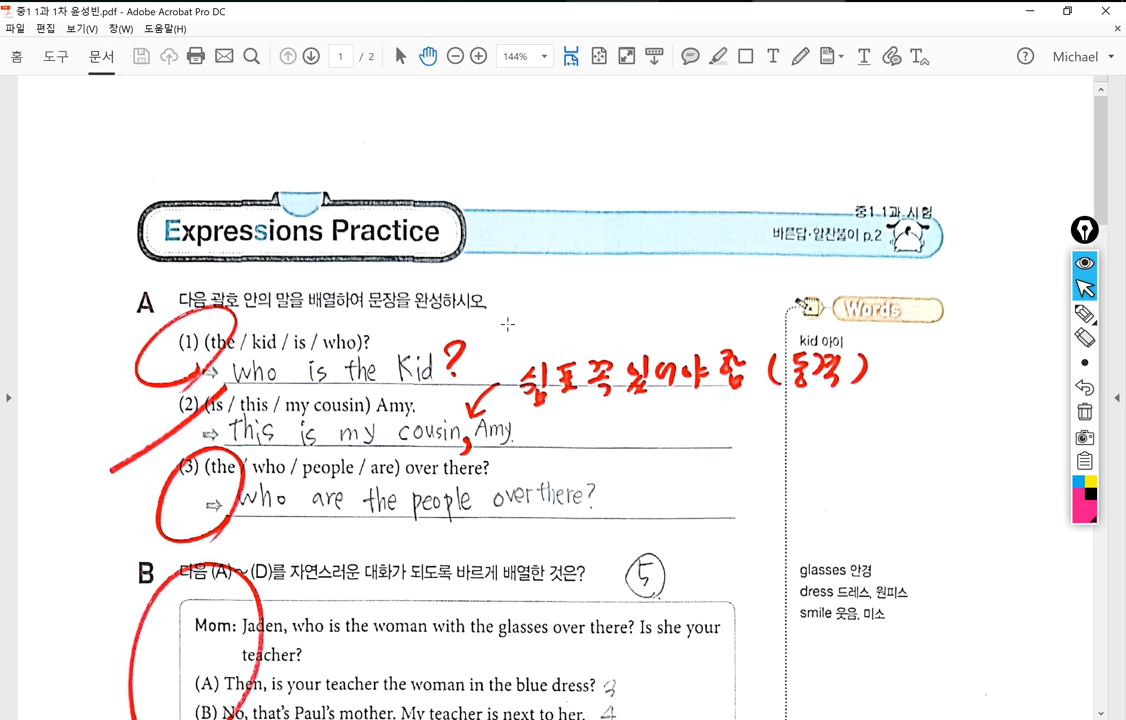 중1 1과 1차 윤성빈.pdf - Adobe Acrobat Pro DC
파일 편집 보기(V) 창(W) 도움말(H)
홈 도구 문서 1 / 2 144% Michael
Expressions Practice
중1 1과 시험
바른답·알찬풀이 p.2
A 다음 괄호 안의 말을 배열하여 문장을 완성하시오.
Words
(1) (the / kid / is / who)?
kid 아이
⇨ Who is the Kid?
쉼표 꼭 있어야 함 (동격)
(2) (is / this / my cousin) Amy.
⇨ This is my cousin, Amy.
(3) (the / who / people / are) over there?
⇨ Who are the people over there?
B 다음 (A)~(D)를 자연스러운 대화가 되도록 바르게 배열한 것은? ⑤
glasses 안경
dress 드레스, 원피스
smile 웃음, 미소
Mom: Jaden, who is the woman with the glasses over there? Is she your
teacher?
(A) Then, is your teacher the woman in the blue dress? 3
(B) No, that's Paul's mother. My teacher is next to her. 4